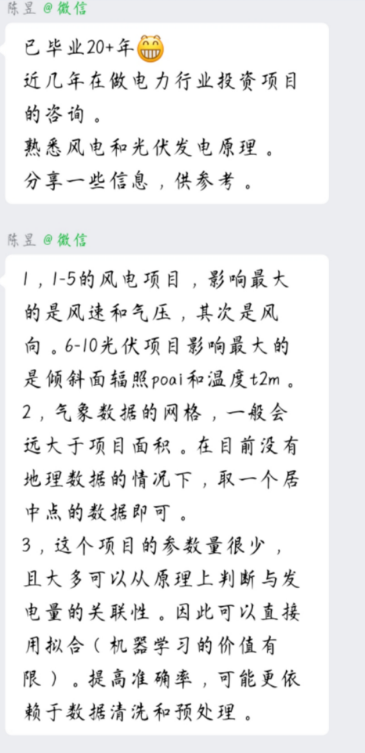 陈昱@微信
已毕业20+年😁
近几年在做电力行业投资项目
的咨询。
熟悉风电和光伏发电原理。
分享一些信息，供参考。
陈昱@微信
1，1-5的风电项目，影响最大
的是风速和气压，其次是风
向。6-10光伏项目影响最大的
是倾斜面辐照poai和温度t2m。
2，气象数据的网格，一般会
远大于项目面积。在目前没有
地理数据的情况下，取一个居
中点的数据即可。
3，这个项目的参数量很少，
且大多可以从原理上判断与发
电量的关联性。因此可以直接
用拟合（机器学习的价值有
限）。提高准确率，可能更依
赖于数据清洗和预处理。